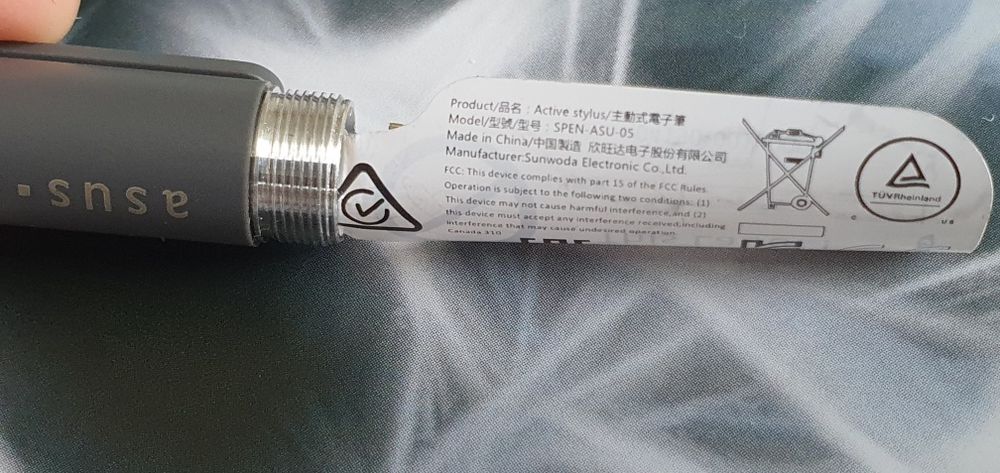 asus.
Product/品名 : Active stylus/主動式電子筆
Model/型號/型号 : SPEN-ASU-05
Made in China/中国製造 欣旺达电子股份有限公司
Manufacturer:Sunwoda Electronic Co.,Ltd.
FCC: This device complies with part 15 of the FCC Rules.
Operation is subject to the following two conditions: (1)
This device may not cause harmful interference,and (2)
this device must accept any interference received,including
interference that may cause undesired operation.
Canada 310
TÜVRheinland
C
US